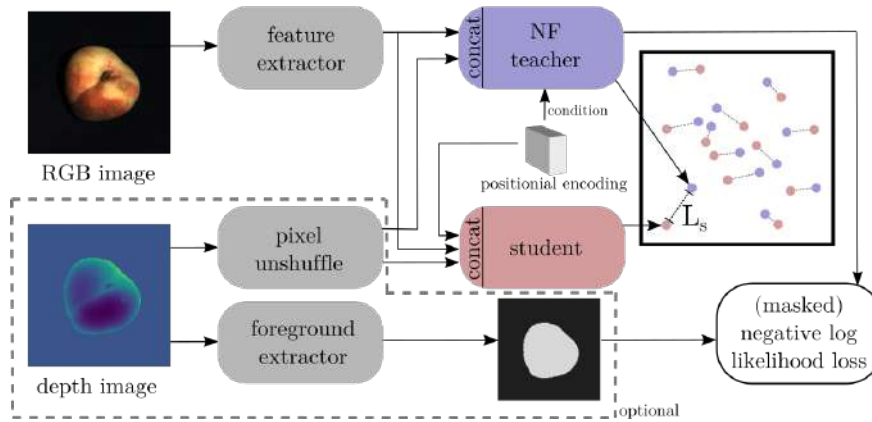 feature
extractor
concat
NF
teacher
condition
RGB image
positionial encoding
pixel
unshuffle
concat
student
Ls
foreground
extractor
(masked)
negative log
likelihood loss
depth image
optional